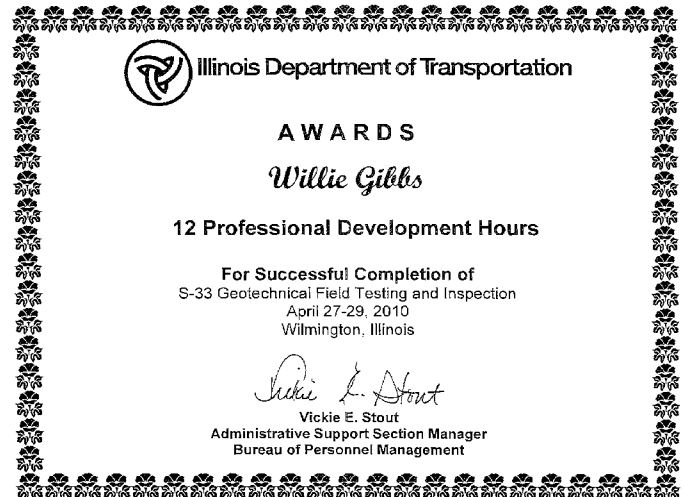 Illinois Department of Transportation
AWARDS
Willie Gibbs
12 Professional Development Hours
For Successful Completion of
S-33 Geotechnical Field Testing and Inspection
April 27-29, 2010
Wilmington, Illinois
Vickie E. Stout
Vickie E. Stout
Administrative Support Section Manager
Bureau of Personnel Management